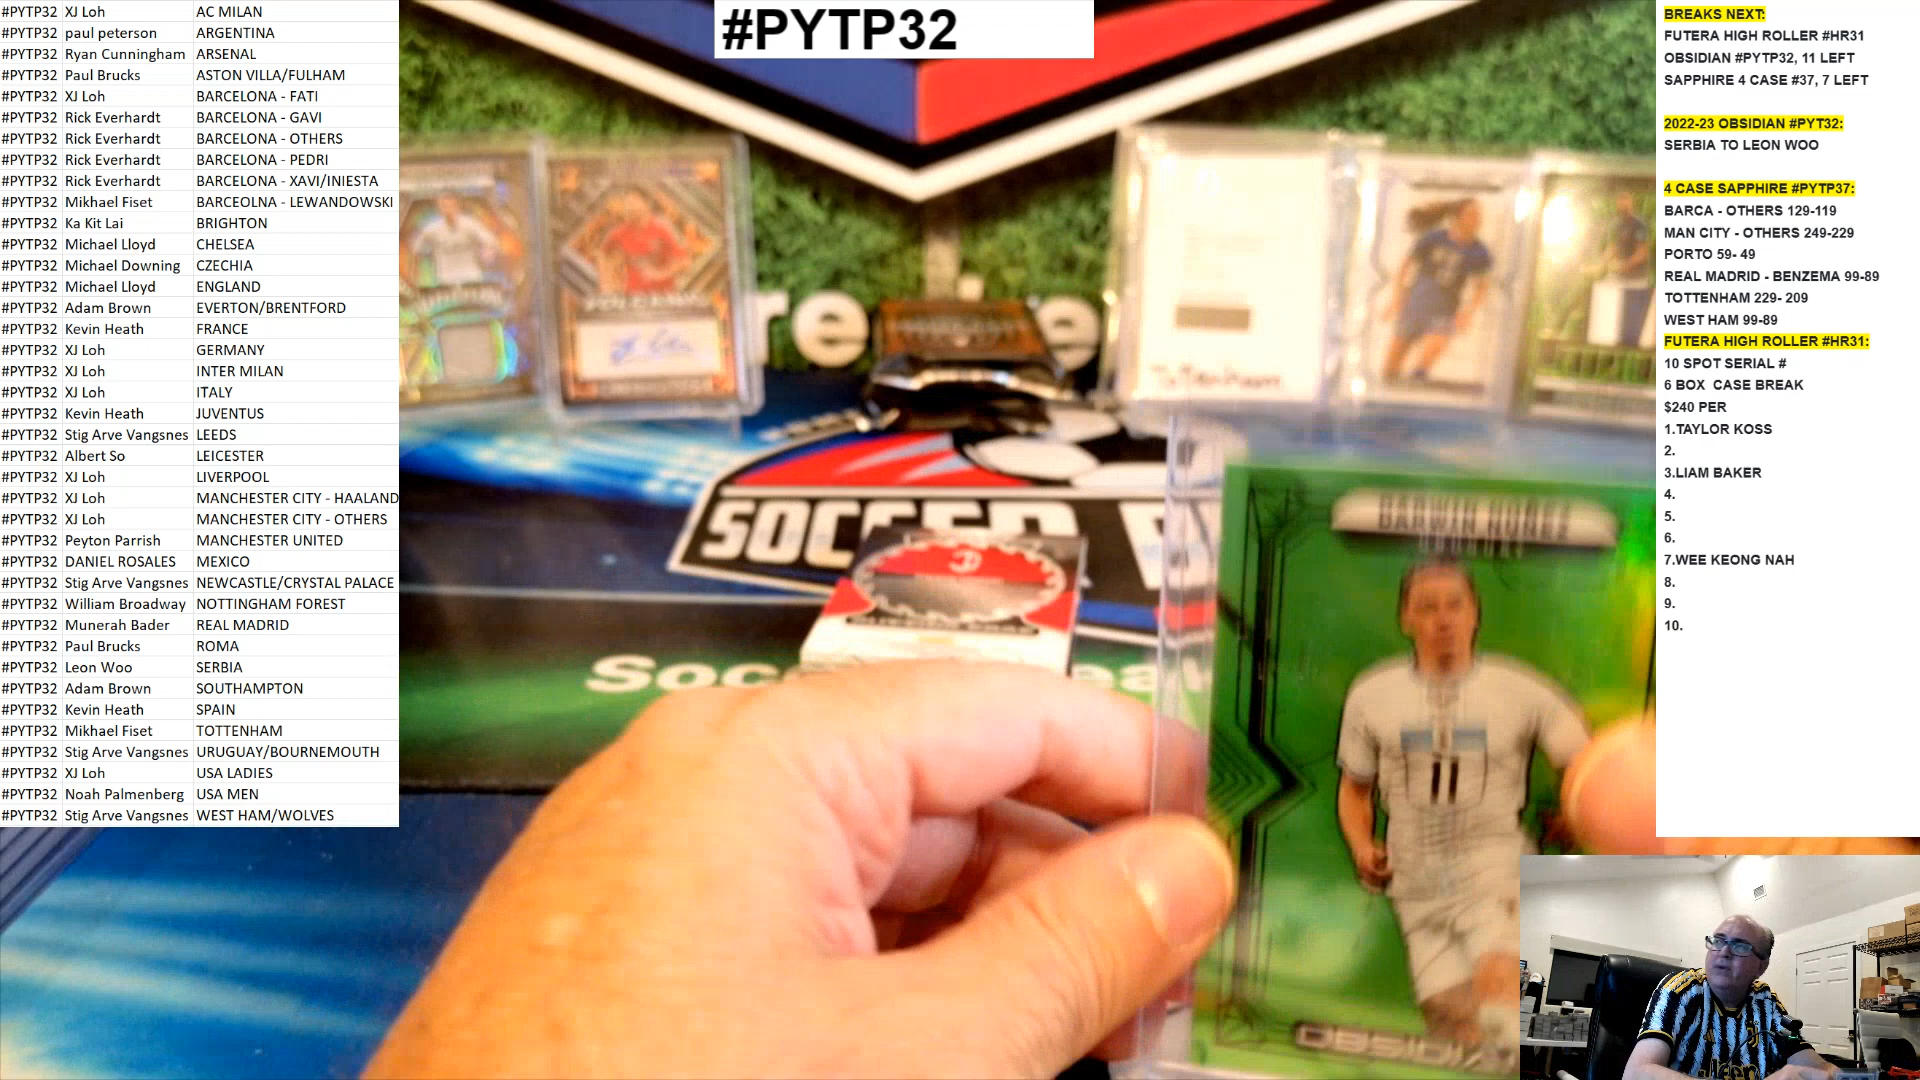 #PYTP32 XJ Loh AC MILAN
#PYTP32 paul peterson ARGENTINA
#PYTP32 Ryan Cunningham ARSENAL
#PYTP32 Paul Brucks ASTON VILLA/FULHAM
#PYTP32 XJ Loh BARCELONA - FATI
#PYTP32 Rick Everhardt BARCELONA - GAVI
#PYTP32 Rick Everhardt BARCELONA - OTHERS
#PYTP32 Rick Everhardt BARCELONA - PEDRI
#PYTP32 Rick Everhardt BARCELONA - XAVI/INIESTA
#PYTP32 Mikhael Fiset BARCEOLNA - LEWANDOWSKI
#PYTP32 Ka Kit Lai BRIGHTON
#PYTP32 Michael Lloyd CHELSEA
#PYTP32 Michael Downing CZECHIA
#PYTP32 Michael Lloyd ENGLAND
#PYTP32 Adam Brown EVERTON/BRENTFORD
#PYTP32 Kevin Heath FRANCE
#PYTP32 XJ Loh GERMANY
#PYTP32 XJ Loh INTER MILAN
#PYTP32 XJ Loh ITALY
#PYTP32 Kevin Heath JUVENTUS
#PYTP32 Stig Arve Vangsnes LEEDS
#PYTP32 Albert So LEICESTER
#PYTP32 XJ Loh LIVERPOOL
#PYTP32 XJ Loh MANCHESTER CITY - HAALAND
#PYTP32 XJ Loh MANCHESTER CITY - OTHERS
#PYTP32 Peyton Parrish MANCHESTER UNITED
#PYTP32 DANIEL ROSALES MEXICO
#PYTP32 Stig Arve Vangsnes NEWCASTLE/CRYSTAL PALACE
#PYTP32 William Broadway NOTTINGHAM FOREST
#PYTP32 Munerah Bader REAL MADRID
#PYTP32 Paul Brucks ROMA
#PYTP32 Leon Woo SERBIA
#PYTP32 Adam Brown SOUTHAMPTON
#PYTP32 Kevin Heath SPAIN
#PYTP32 Mikhael Fiset TOTTENHAM
#PYTP32 Stig Arve Vangsnes URUGUAY/BOURNEMOUTH
#PYTP32 XJ Loh USA LADIES
#PYTP32 Noah Palmenberg USA MEN
#PYTP32 Stig Arve Vangsnes WEST HAM/WOLVES
#PYTP32
Tottenham
SOCCER
DARWIN NUNEZ
11
OBSIDIAN
BREAKS NEXT:
FUTERA HIGH ROLLER #HR31
OBSIDIAN #PYTP32, 11 LEFT
SAPPHIRE 4 CASE #37, 7 LEFT
2022-23 OBSIDIAN #PYT32:
SERBIA TO LEON WOO
4 CASE SAPPHIRE #PYTP37:
BARCA - OTHERS 129-119
MAN CITY - OTHERS 249-229
PORTO 59- 49
REAL MADRID - BENZEMA 99-89
TOTTENHAM 229- 209
WEST HAM 99-89
FUTERA HIGH ROLLER #HR31:
10 SPOT SERIAL #
6 BOX CASE BREAK
$240 PER
1.TAYLOR KOSS
2.
3.LIAM BAKER
4.
5.
6.
7.WEE KEONG NAH
8.
9.
10.